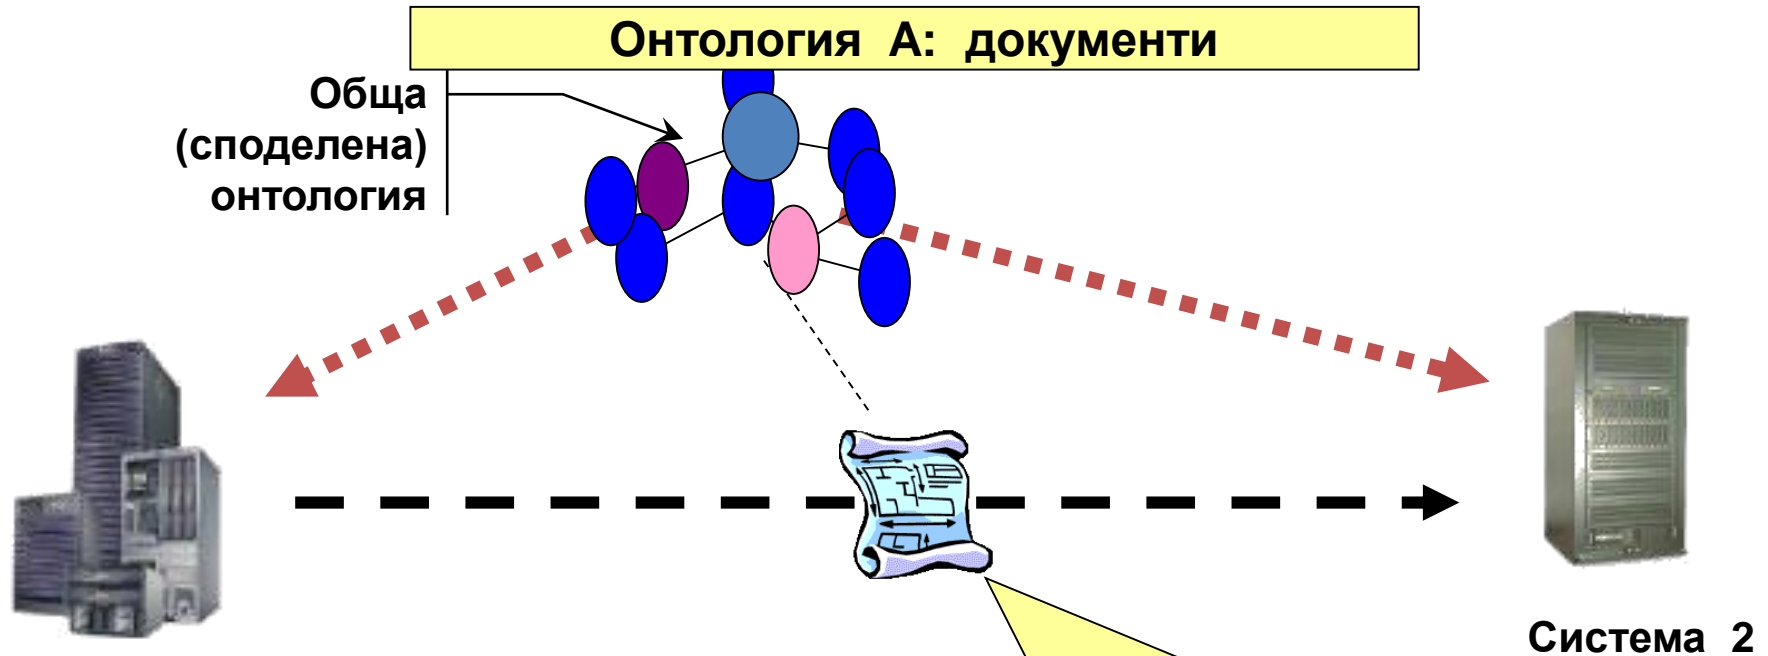 Онтология А: документи
Обща
(споделена)
онтология
Система 2